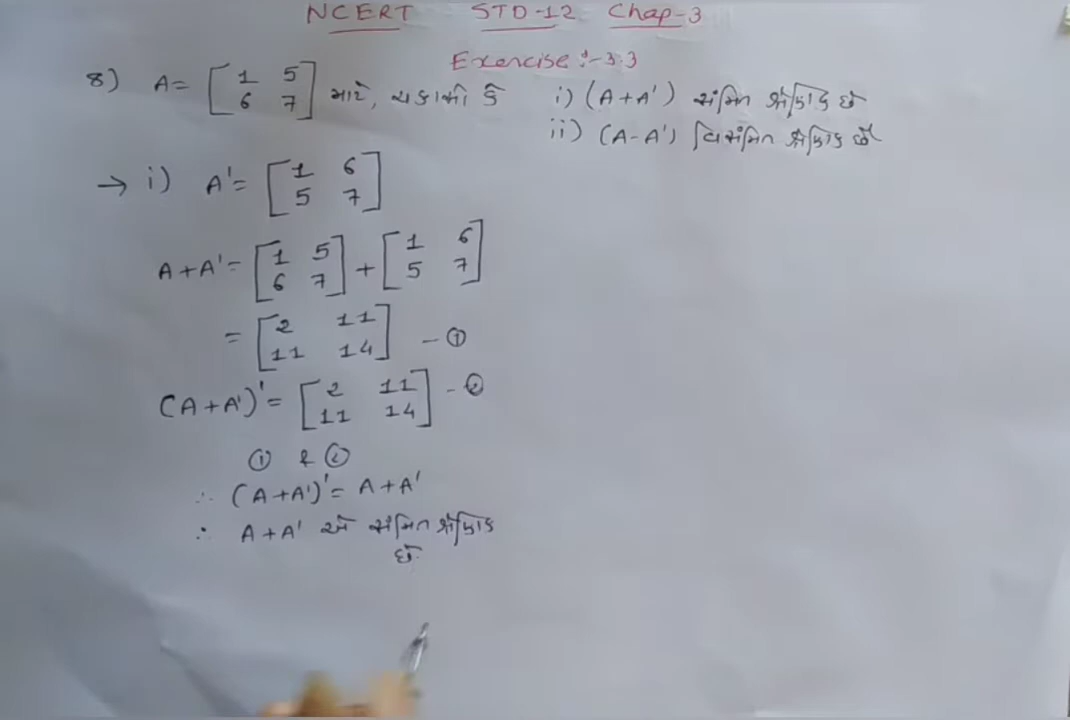 NCERT STD-12 Chap-3
Exercise :- 3.3
8) A = [1 5; 6 7] માટે, ચકાસો કે i) (A+A') સંમિત શ્રેણિક છે
ii) (A-A') વિસંમિત શ્રેણિક છે
→ i) A' = [1 6; 5 7]
A+A' = [1 5; 6 7] + [1 6; 5 7]
= [2 11; 11 14] - ①
(A+A')' = [2 11; 11 14] - ②
① & ②
∴ (A+A')' = A+A'
∴ A+A' એ સંમિત શ્રેણિક
છે.